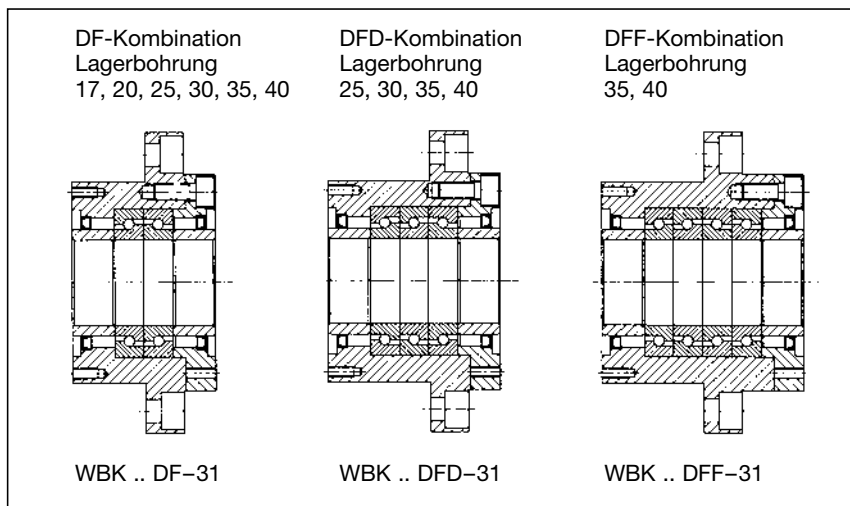 DF-Kombination
Lagerbohrung
17, 20, 25, 30, 35, 40
DFD-Kombination
Lagerbohrung
25, 30, 35, 40
DFF-Kombination
Lagerbohrung
35, 40
WBK .. DF–31
WBK .. DFD–31
WBK .. DFF–31